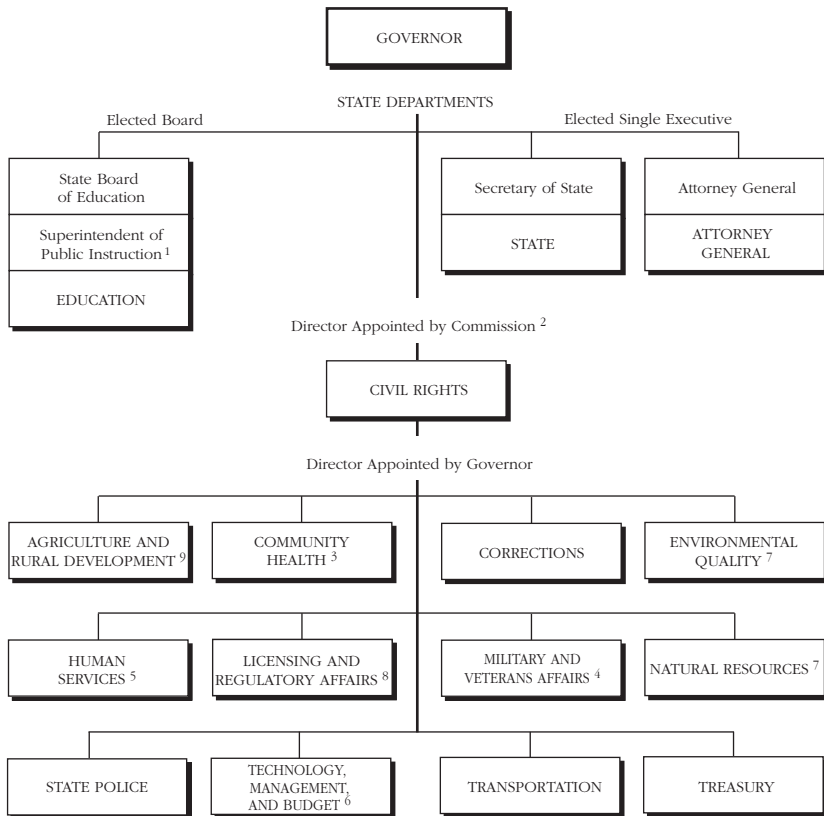 GOVERNOR
STATE DEPARTMENTS
Elected Board
Elected Single Executive
State Board
of Education
Superintendent of
Public Instruction 1
EDUCATION
Secretary of State
STATE
Attorney General
ATTORNEY
GENERAL
Director Appointed by Commission 2
CIVIL RIGHTS
Director Appointed by Governor
AGRICULTURE AND
RURAL DEVELOPMENT 9
COMMUNITY
HEALTH 3
CORRECTIONS
ENVIRONMENTAL
QUALITY 7
HUMAN
SERVICES 5
LICENSING AND
REGULATORY AFFAIRS 8
MILITARY AND
VETERANS AFFAIRS 4
NATURAL RESOURCES 7
STATE POLICE
TECHNOLOGY,
MANAGEMENT,
AND BUDGET 6
TRANSPORTATION
TREASURY